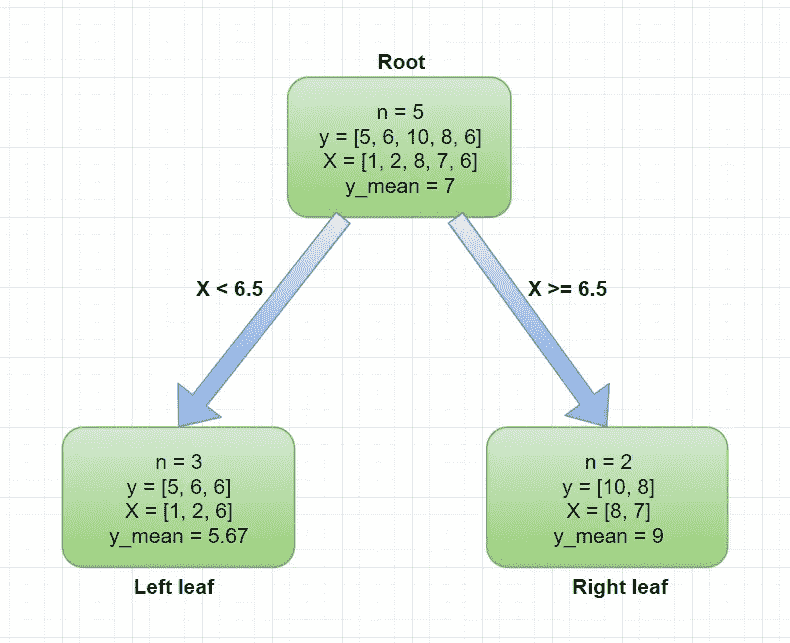 Root
n = 5
y = [5, 6, 10, 8, 6]
X = [1, 2, 8, 7, 6]
y_mean = 7
X < 6.5
X >= 6.5
n = 3
y = [5, 6, 6]
X = [1, 2, 6]
y_mean = 5.67
Left leaf
n = 2
y = [10, 8]
X = [8, 7]
y_mean = 9
Right leaf